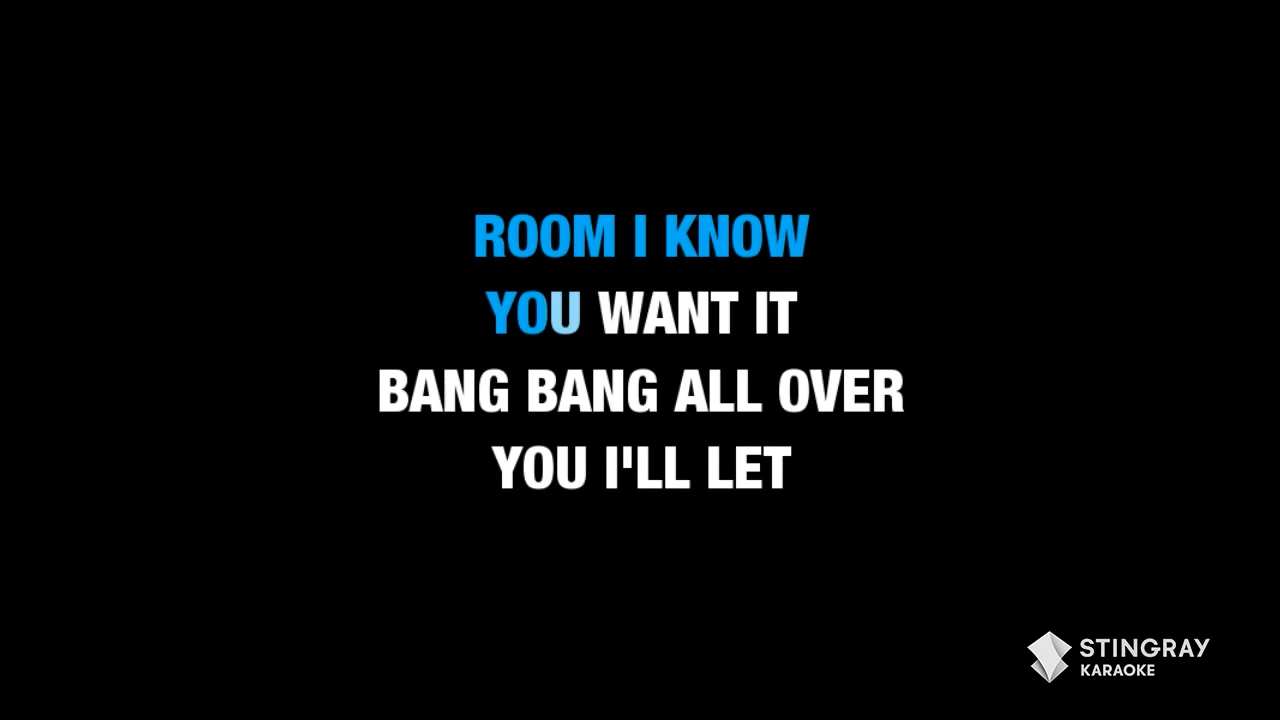 ROOM I KNOW
YOU WANT IT
BANG BANG ALL OVER
YOU I'LL LET
STINGRAY
KARAOKE